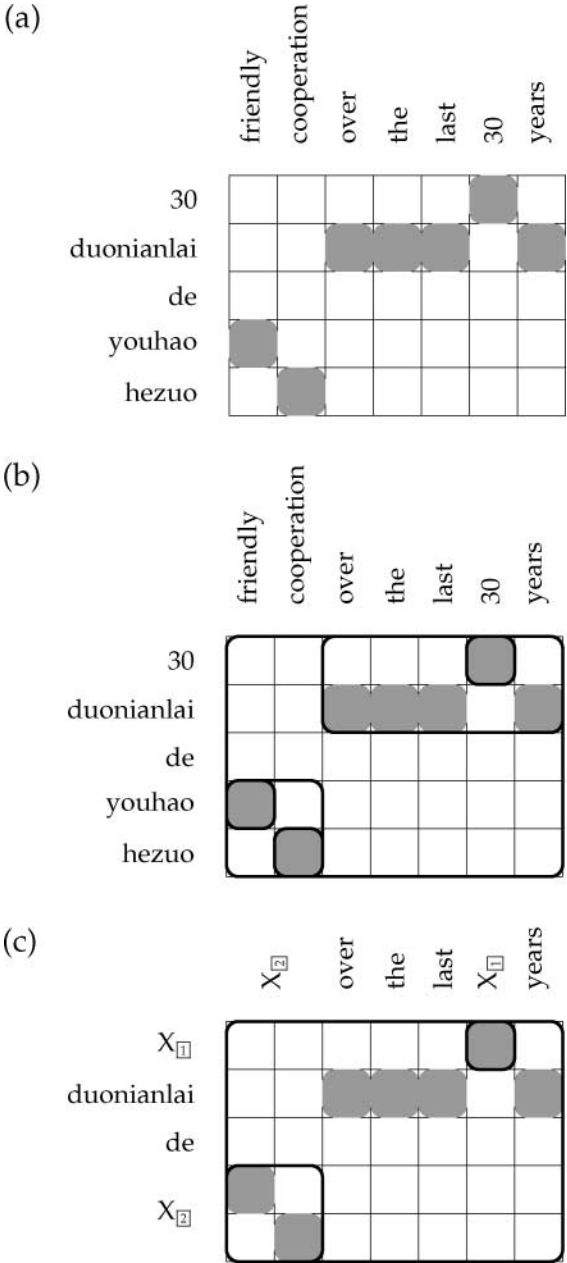 (a)
friendly
cooperation
over
the
last
30
years
30
duonianlai
de
youhao
hezuo
(b)
friendly
cooperation
over
the
last
30
years
30
duonianlai
de
youhao
hezuo
(c)
X2
over
the
last
X1
years
X1
duonianlai
de
X2